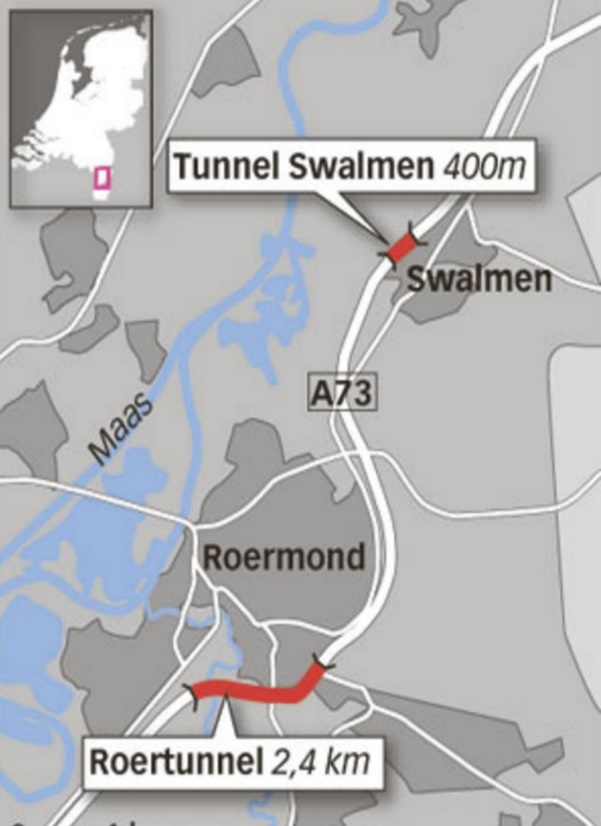 Tunnel Swalmen 400m
Swalmen
A73
Maas
Roermond
Roertunnel 2,4 km